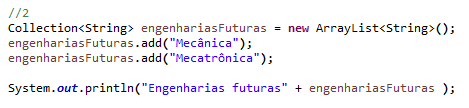 //2
Collection<String> engenhariasFuturas = new ArrayList<String>();
engenhariasFuturas.add("Mecânica");
engenhariasFuturas.add("Mecatrônica");
System.out.println("Engenharias futuras" + engenhariasFuturas );